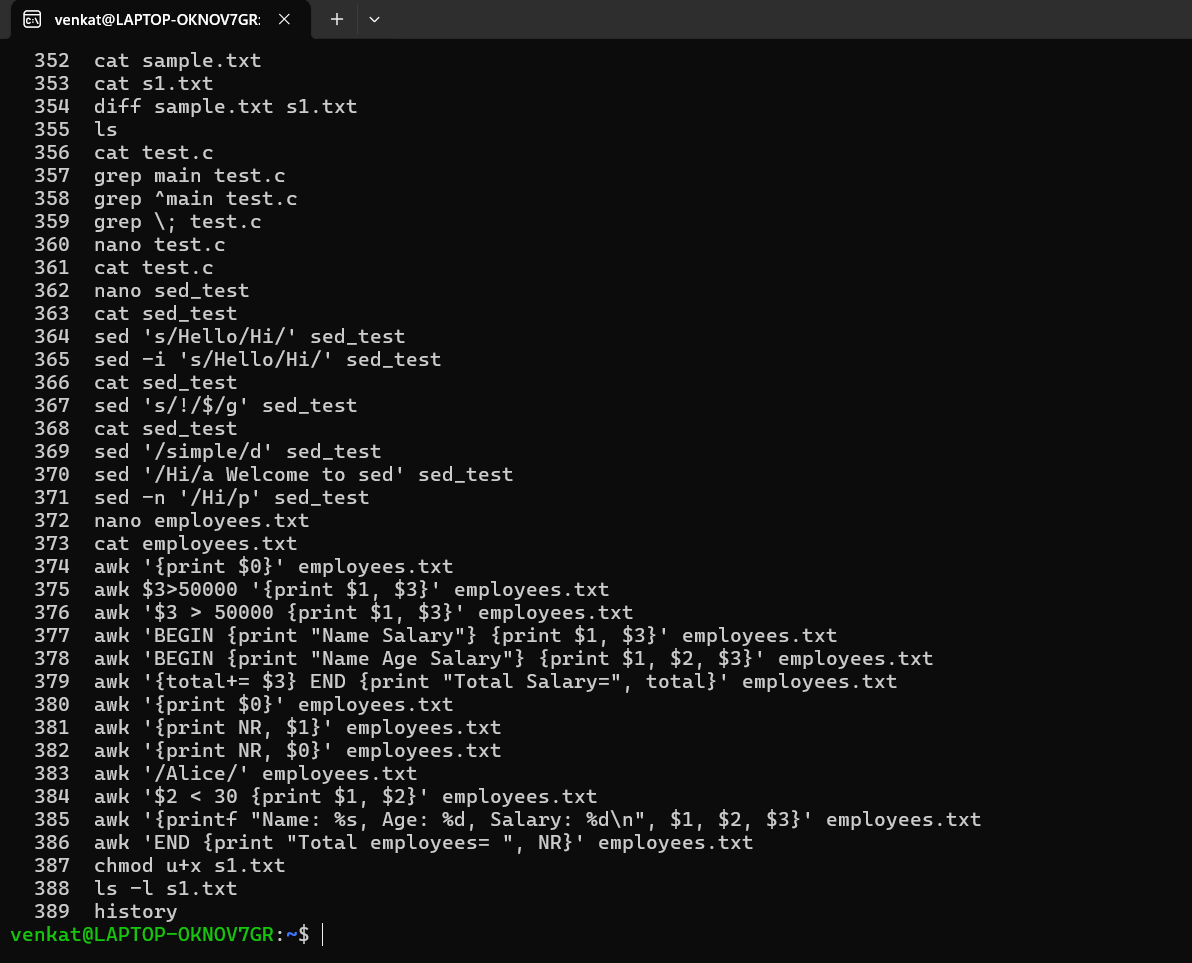 venkat@LAPTOP-OKNOV7GR:
352  cat sample.txt
353  cat s1.txt
354  diff sample.txt s1.txt
355  ls
356  cat test.c
357  grep main test.c
358  grep ^main test.c
359  grep \; test.c
360  nano test.c
361  cat test.c
362  nano sed_test
363  cat sed_test
364  sed 's/Hello/Hi/' sed_test
365  sed -i 's/Hello/Hi/' sed_test
366  cat sed_test
367  sed 's/!/$/g' sed_test
368  cat sed_test
369  sed '/simple/d' sed_test
370  sed '/Hi/a Welcome to sed' sed_test
371  sed -n '/Hi/p' sed_test
372  nano employees.txt
373  cat employees.txt
374  awk '{print $0}' employees.txt
375  awk $3>50000 '{print $1, $3}' employees.txt
376  awk '$3 > 50000 {print $1, $3}' employees.txt
377  awk 'BEGIN {print "Name Salary"} {print $1, $3}' employees.txt
378  awk 'BEGIN {print "Name Age Salary"} {print $1, $2, $3}' employees.txt
379  awk '{total+= $3} END {print "Total Salary=", total}' employees.txt
380  awk '{print $0}' employees.txt
381  awk '{print NR, $1}' employees.txt
382  awk '{print NR, $0}' employees.txt
383  awk '/Alice/' employees.txt
384  awk '$2 < 30 {print $1, $2}' employees.txt
385  awk '{printf "Name: %s, Age: %d, Salary: %d\n", $1, $2, $3}' employees.txt
386  awk 'END {print "Total employees= ", NR}' employees.txt
387  chmod u+x s1.txt
388  ls -l s1.txt
389  history
venkat@LAPTOP-OKNOV7GR:~$